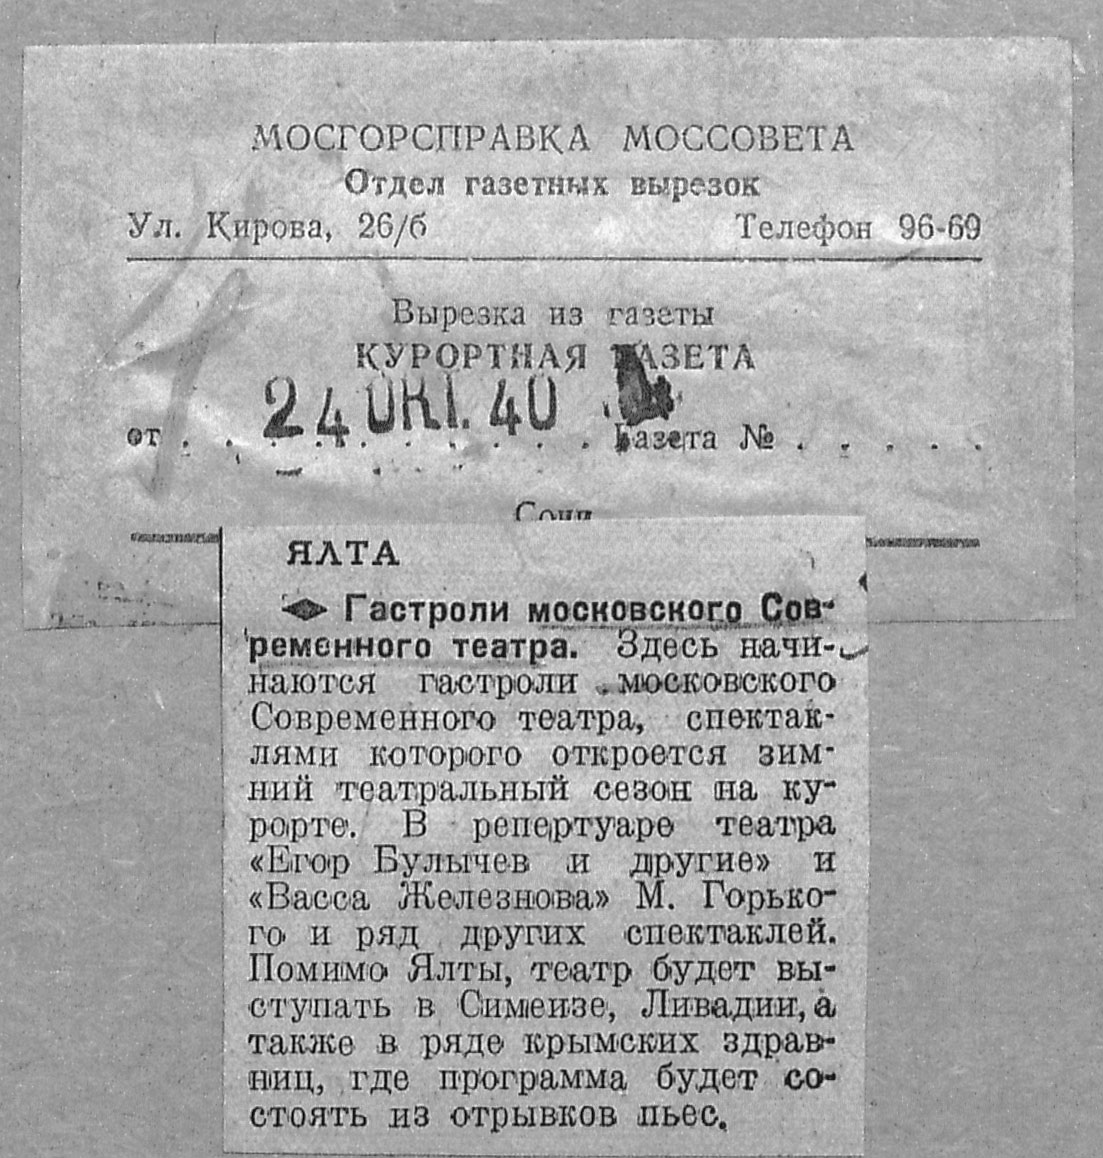 МОСГОРСПРАВКА МОССОВЕТА
Отдел газетных вырезок
Ул. Кирова, 26/б Телефон 96-69
Вырезка из газеты
КУРОРТНАЯ ГАЗЕТА
24 ОКТ. 40
от . . . . . . . . . Газета № . . . . .
Сочи
ЯЛТА
Гастроли московского Сов-
ременного театра. Здесь начи-
наются гастроли московского
Современного театра, спектак-
лями которого откроется зим-
ний театральный сезон на ку-
рорте. В репертуаре театра
«Егор Булычев и другие» и
«Васса Железнова» М. Горько-
го и ряд других спектаклей.
Помимо Ялты, театр будет вы-
ступать в Симеизе, Ливадии, а
также в ряде крымских здрав-
ниц, где программа будет со-
стоять из отрывков пьес.